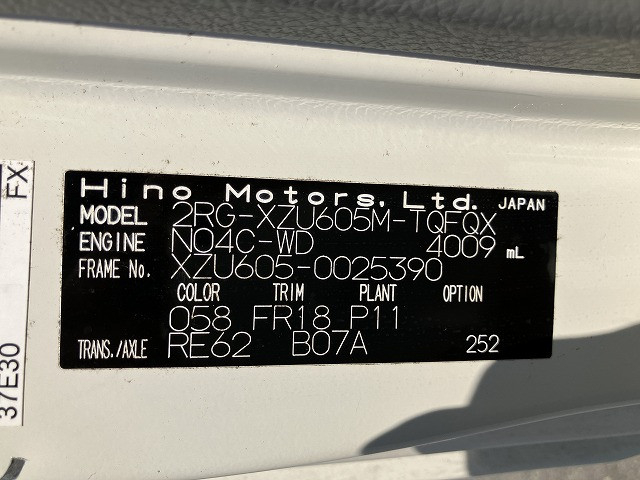 Hino Motors, Ltd. JAPAN
MODEL 2RG-XZU605M-TQFQX
ENGINE N04C-WD 4009 mL
FRAME No. XZU605-0025390
COLOR TRIM PLANT OPTION
058 FR18 P11
TRANS./AXLE RE62 B07A 252
FX
37E30